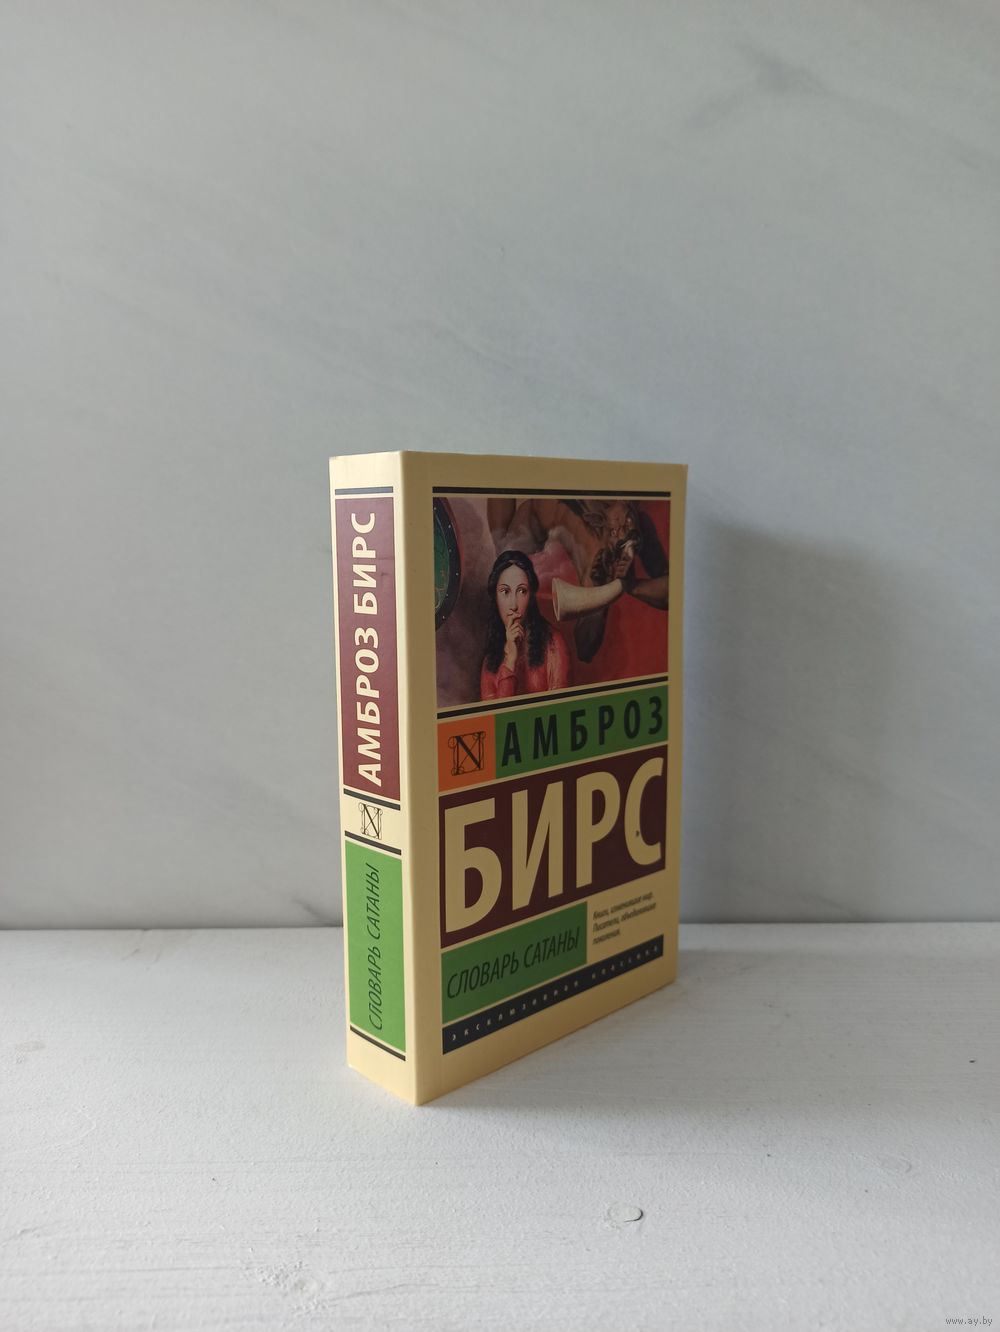 АМБРОЗ БИРС
N
СЛОВАРЬ САТАНЫ
N
АМБРОЗ
БИРС
СЛОВАРЬ САТАНЫ
Книги, изменившие мир.
Писатели, объединившие
поколения.
эксклюзивная классика
www.ay.by